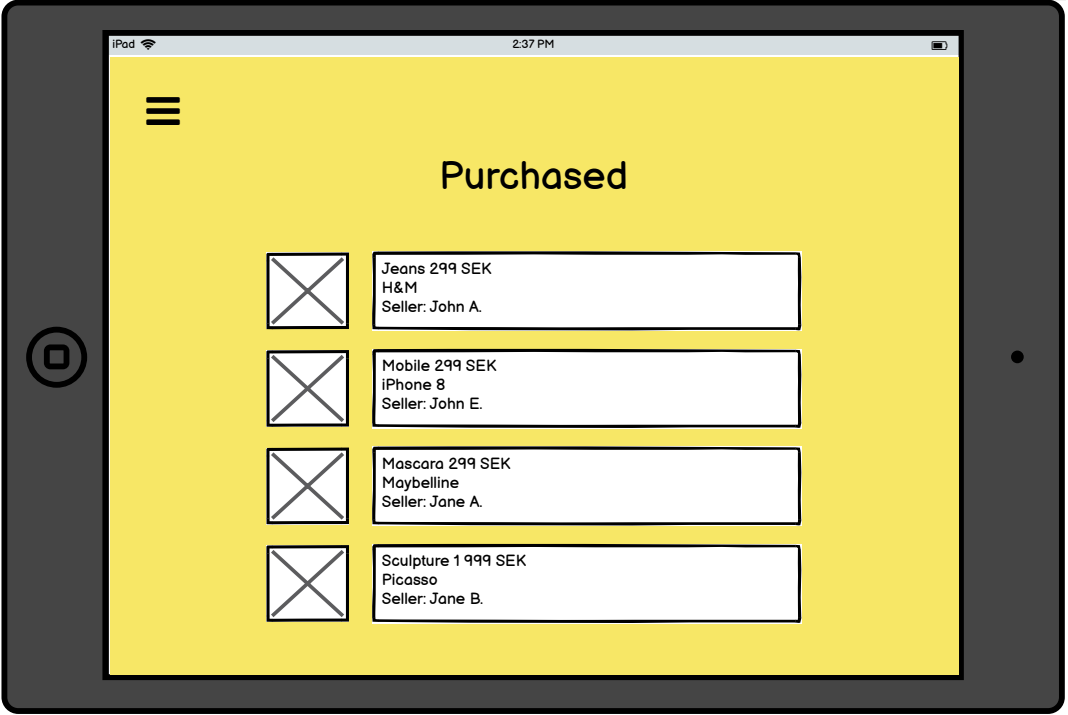 iPad
2:37 PM
Purchased
Jeans 299 SEK
H&M
Seller: John A.
Mobile 299 SEK
iPhone 8
Seller: John E.
Mascara 299 SEK
Maybelline
Seller: Jane A.
Sculpture 1 999 SEK
Picasso
Seller: Jane B.